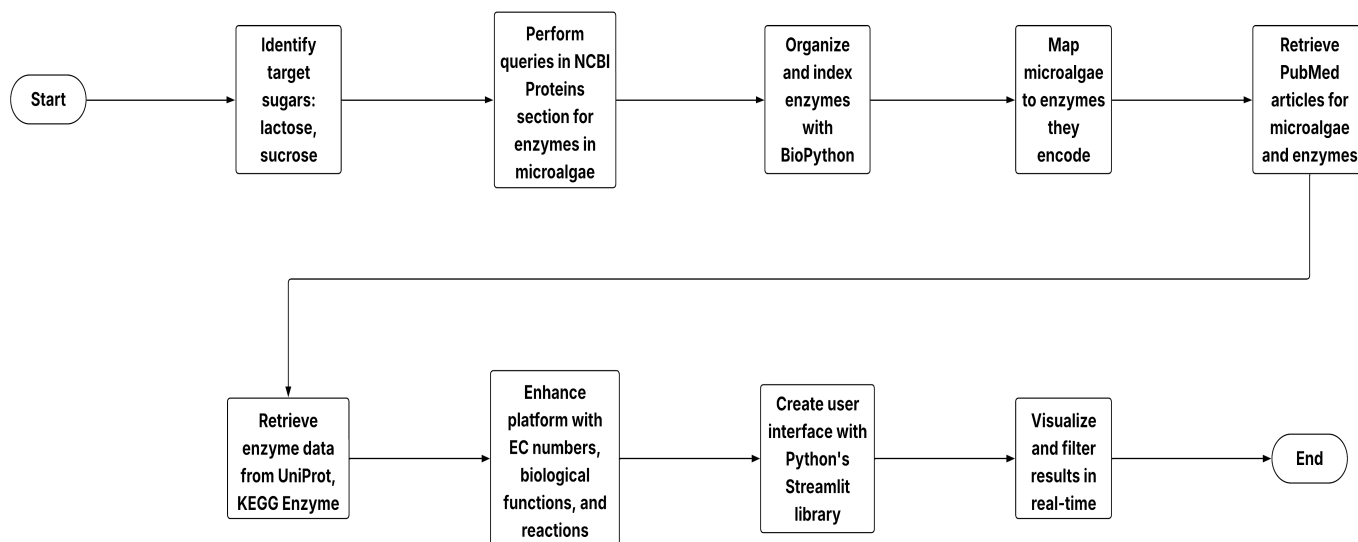 Start
Identify
target
sugars:
lactose,
sucrose
Perform
queries in NCBI
Proteins
section for
enzymes in
microalgae
Organize
and index
enzymes
with
BioPython
Map
microalgae
to enzymes
they
encode
Retrieve
PubMed
articles for
microalgae
and enzymes
Retrieve
enzyme data
from UniProt,
KEGG Enzyme
Enhance
platform with
EC numbers,
biological
functions, and
reactions
Create user
interface with
Python's
Streamlit
library
Visualize
and filter
results in
real-time
End